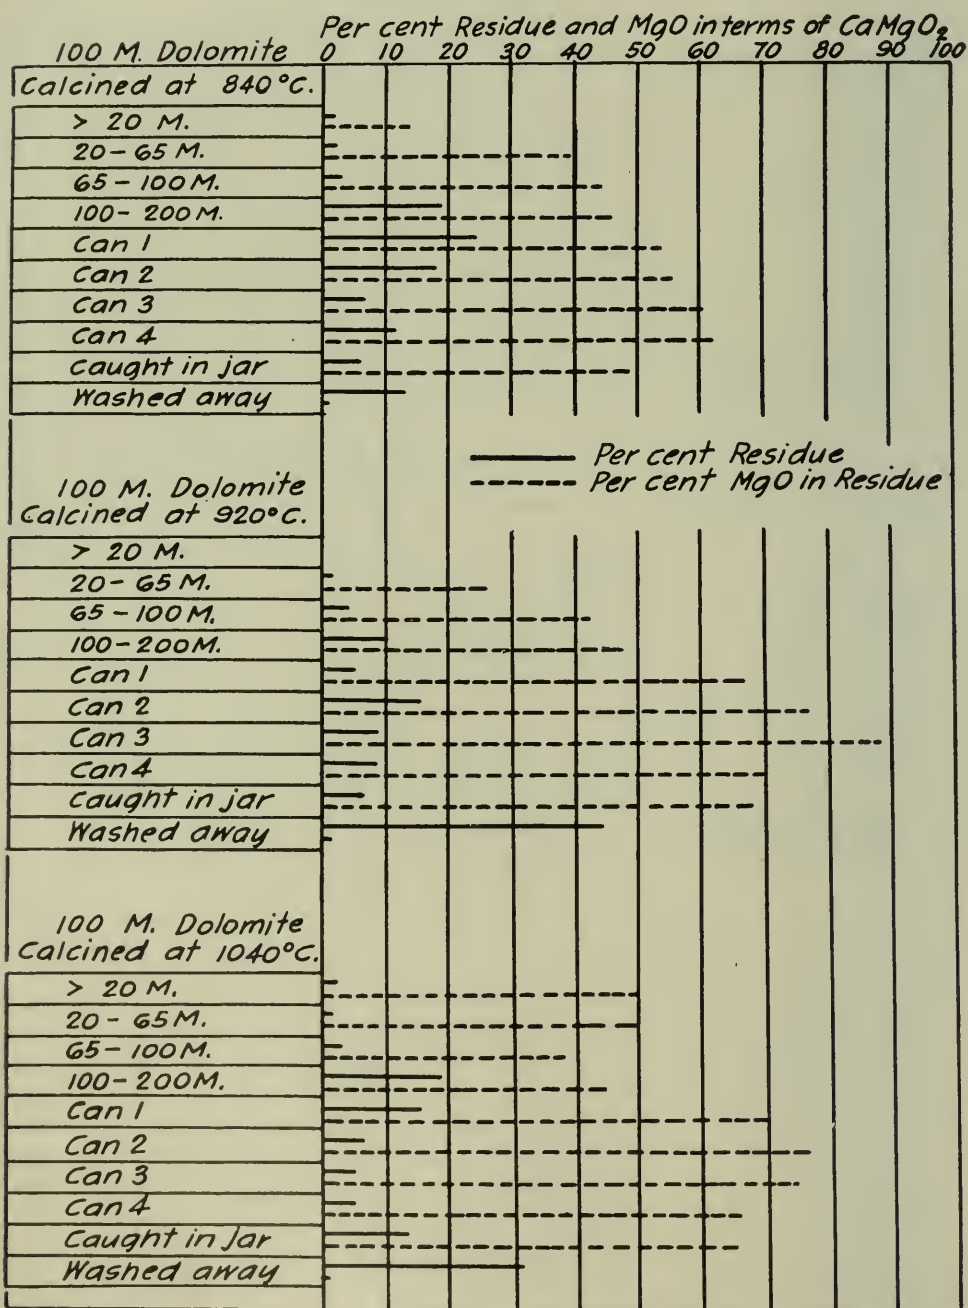 Per cent Residue and MgO in terms of CaMgO₂
100 M. Dolomite 0 10 20 30 40 50 60 70 80 90 100
Calcined at 840°C.
> 20 M.
20-65 M.
65-100 M.
100-200 M.
Can 1
Can 2
Can 3
Can 4
Caught in jar
Washed away
Per cent Residue
Per cent MgO in Residue
100 M. Dolomite
Calcined at 920°C.
> 20 M.
20-65 M.
65-100 M.
100-200 M.
Can 1
Can 2
Can 3
Can 4
Caught in jar
Washed away
100 M. Dolomite
Calcined at 1040°C.
> 20 M.
20-65 M.
65-100 M.
100-200 M.
Can 1
Can 2
Can 3
Can 4
Caught in jar
Washed away